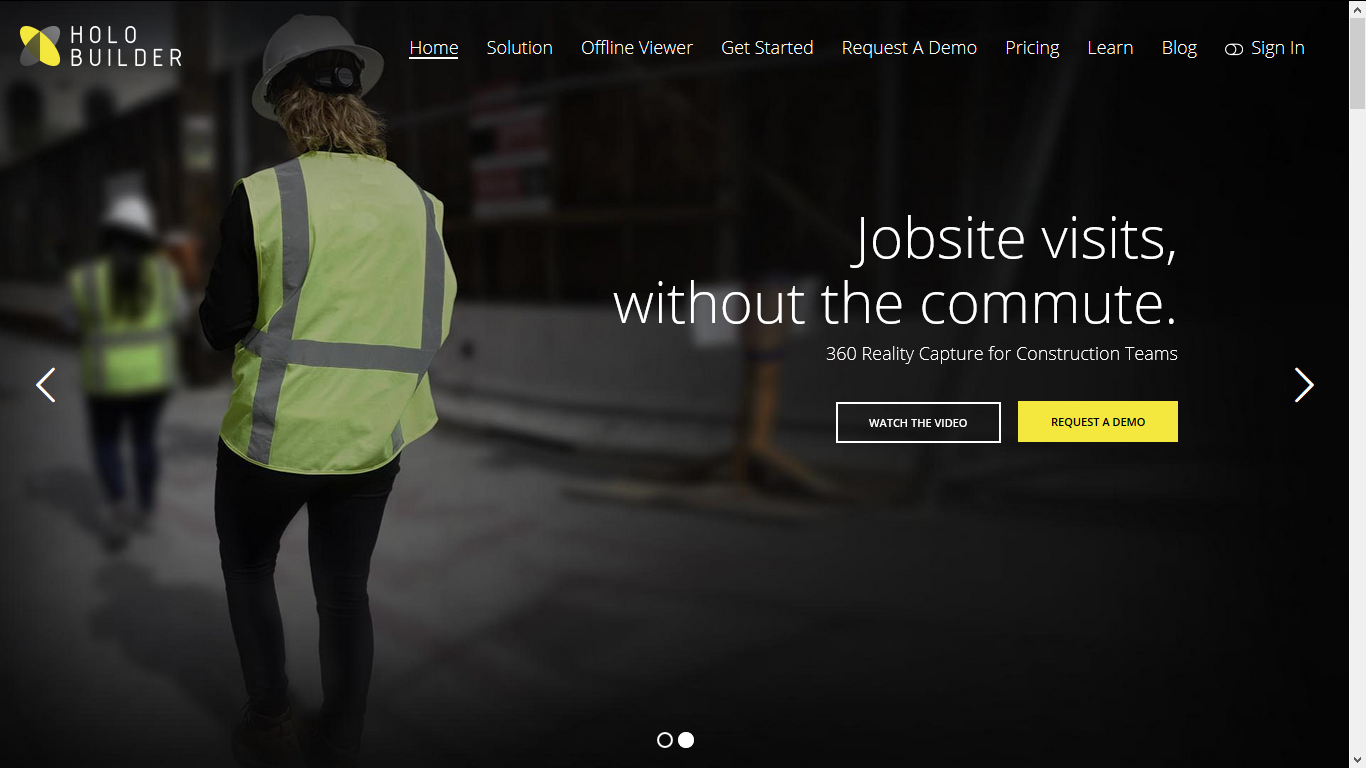 HOLO
BUILDER
Home Solution Offline Viewer Get Started Request A Demo Pricing Learn Blog Sign In
Jobsite visits,
without the commute.
360 Reality Capture for Construction Teams
WATCH THE VIDEO REQUEST A DEMO